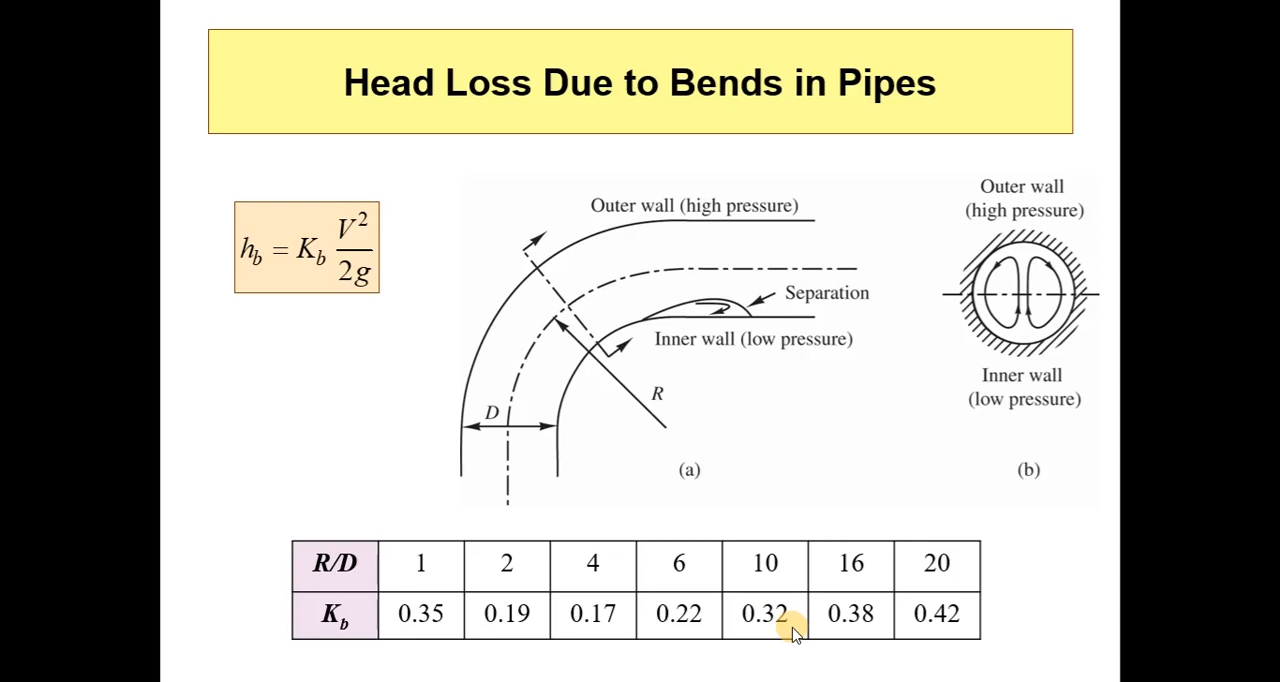 Head Loss Due to Bends in Pipes
h_b = K_b V^2/2g
Outer wall (high pressure)
Separation
Inner wall (low pressure)
R
D
(a)
Outer wall
(high pressure)
Inner wall
(low pressure)
(b)
R/D 1 2 4 6 10 16 20
K_b 0.35 0.19 0.17 0.22 0.32 0.38 0.42